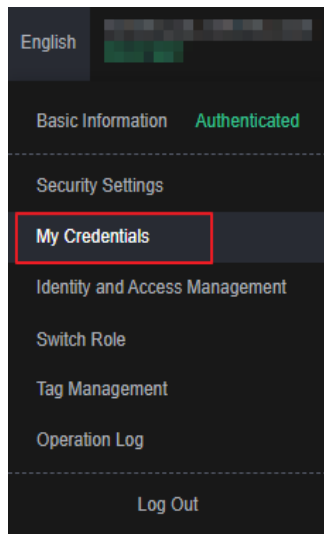 English
Basic Information Authenticated
Security Settings
My Credentials
Identity and Access Management
Switch Role
Tag Management
Operation Log
Log Out